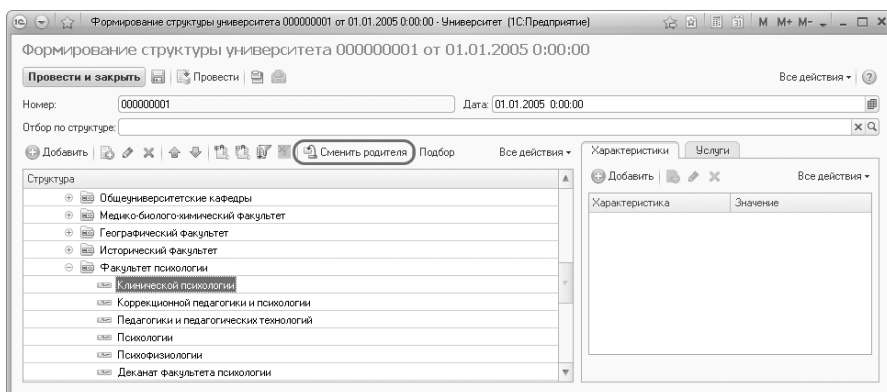 Формирование структуры университета 000000001 от 01.01.2005 0:00:00 - Университет (1С:Предприятие)
M M+ M-
Формирование структуры университета 000000001 от 01.01.2005 0:00:00
Провести и закрыть Провести Все действия
Номер: 000000001 Дата: 01.01.2005 0:00:00
Отбор по структуре:
Добавить Сменить родителя Подбор Все действия
Характеристики Услуги
Добавить Все действия
Структура
Характеристика Значение
Общеуниверситетские кафедры
Медико-биолого-химический факультет
Географический факультет
Исторический факультет
Факультет психологии
Клинической психологии
Коррекционной педагогики и психологии
Педагогики и педагогических технологий
Психологии
Психофизиологии
Деканат факультета психологии